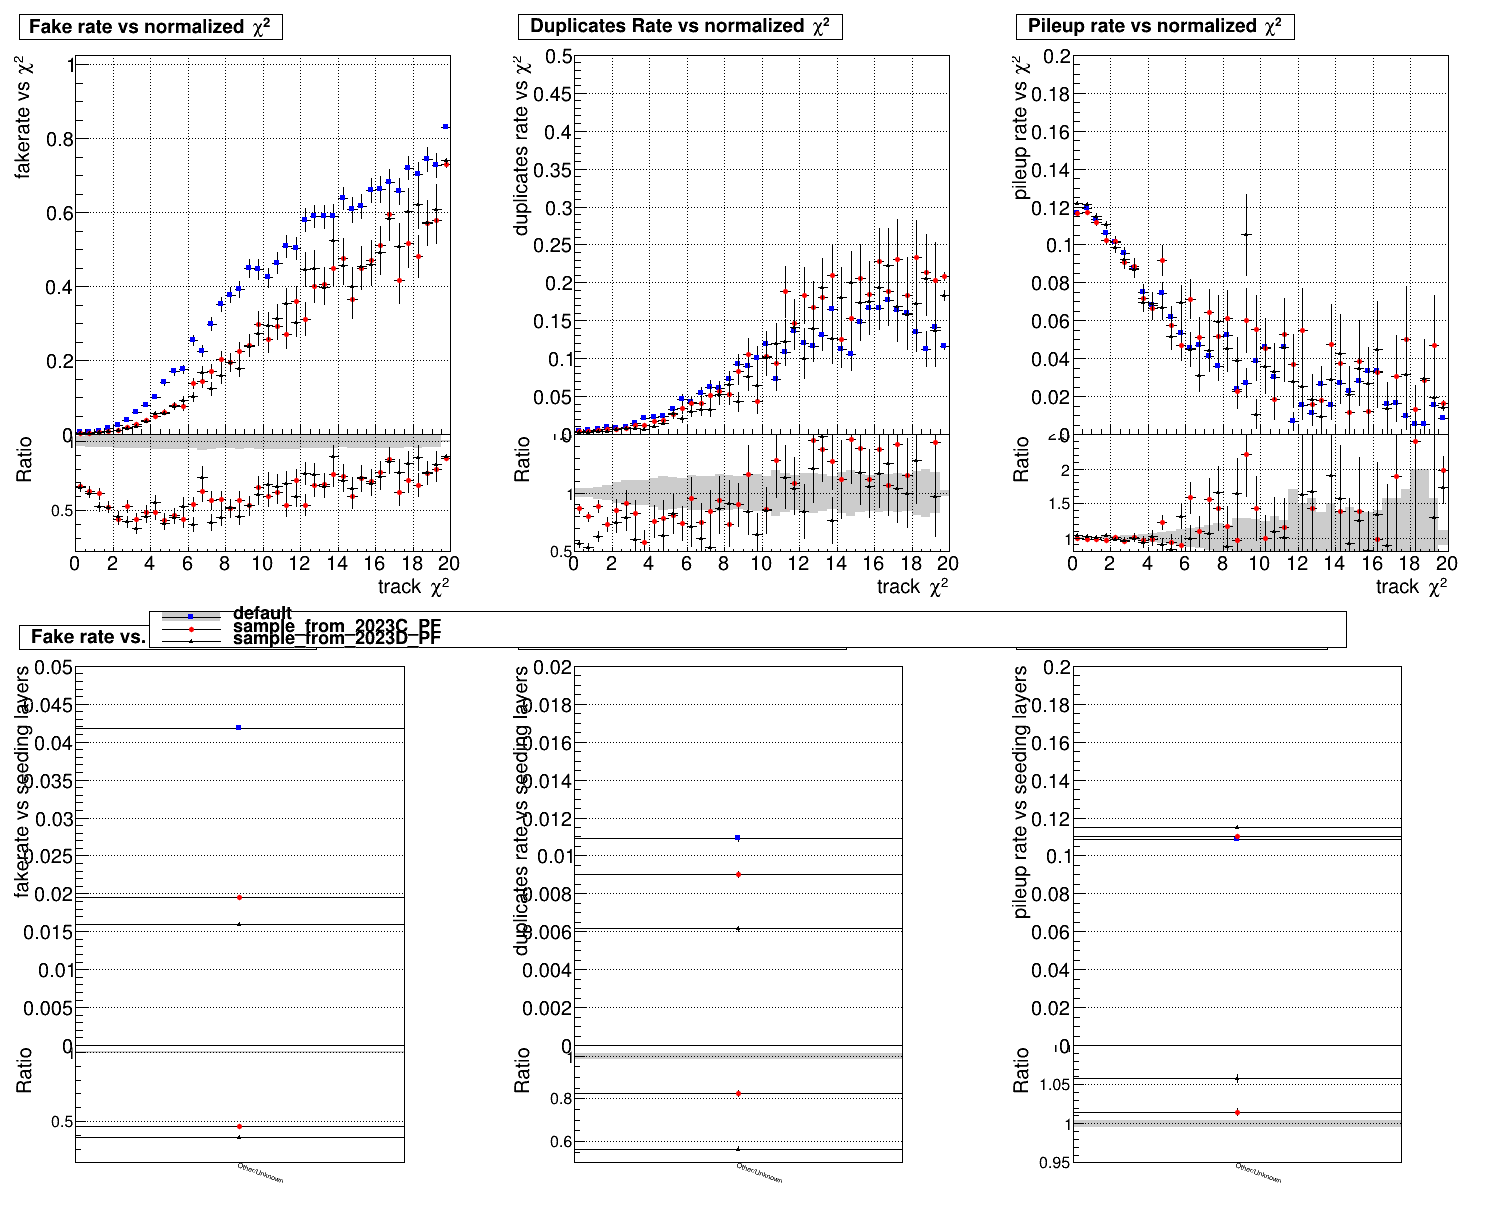 Fake rate vs normalized χ²
fakerate vs χ²
1
0.8
0.6
0.4
0.2
0
Ratio
1
0.5
0 2 4 6 8 10 12 14 16 18 20
track χ²
Duplicates Rate vs normalized χ²
duplicates rate vs χ²
0.5
0.45
0.4
0.35
0.3
0.25
0.2
0.15
0.1
0.05
0
Ratio
1
0.5
0 2 4 6 8 10 12 14 16 18 20
track χ²
Pileup rate vs normalized χ²
pileup rate vs χ²
0.2
0.18
0.16
0.14
0.12
0.1
0.08
0.06
0.04
0.02
0
Ratio
2
1.5
1
0 2 4 6 8 10 12 14 16 18 20
track χ²
default
sample_from_2023C_PF
sample_from_2023D_PF
Fake rate vs.
fakerate vs seeding layers
0.05
0.045
0.04
0.035
0.03
0.025
0.02
0.015
0.01
0.005
0
Ratio
1
0.5
Other/Unknown
duplicates rate vs seeding layers
0.02
0.018
0.016
0.014
0.012
0.01
0.008
0.006
0.004
0.002
0
Ratio
1
0.8
0.6
Other/Unknown
pileup rate vs seeding layers
0.2
0.18
0.16
0.14
0.12
0.1
0.08
0.06
0.04
0.02
0
Ratio
1.05
1
0.95
Other/Unknown